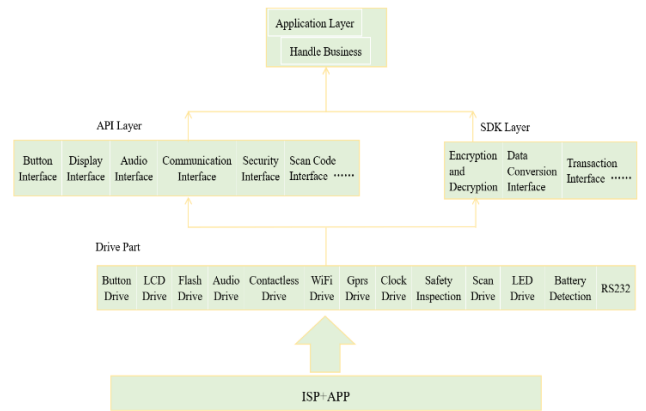 Application Layer
Handle Business
API Layer
SDK Layer
Button Interface
Display Interface
Audio Interface
Communication Interface
Security Interface
Scan Code Interface ……
Encryption and Decryption
Data Conversion Interface
Transaction Interface ……
Drive Part
Button Drive
LCD Drive
Flash Drive
Audio Drive
Contactless Drive
WiFi Drive
Gprs Drive
Clock Drive
Safety Inspection
Scan Drive
LED Drive
Battery Detection
RS232
ISP+APP